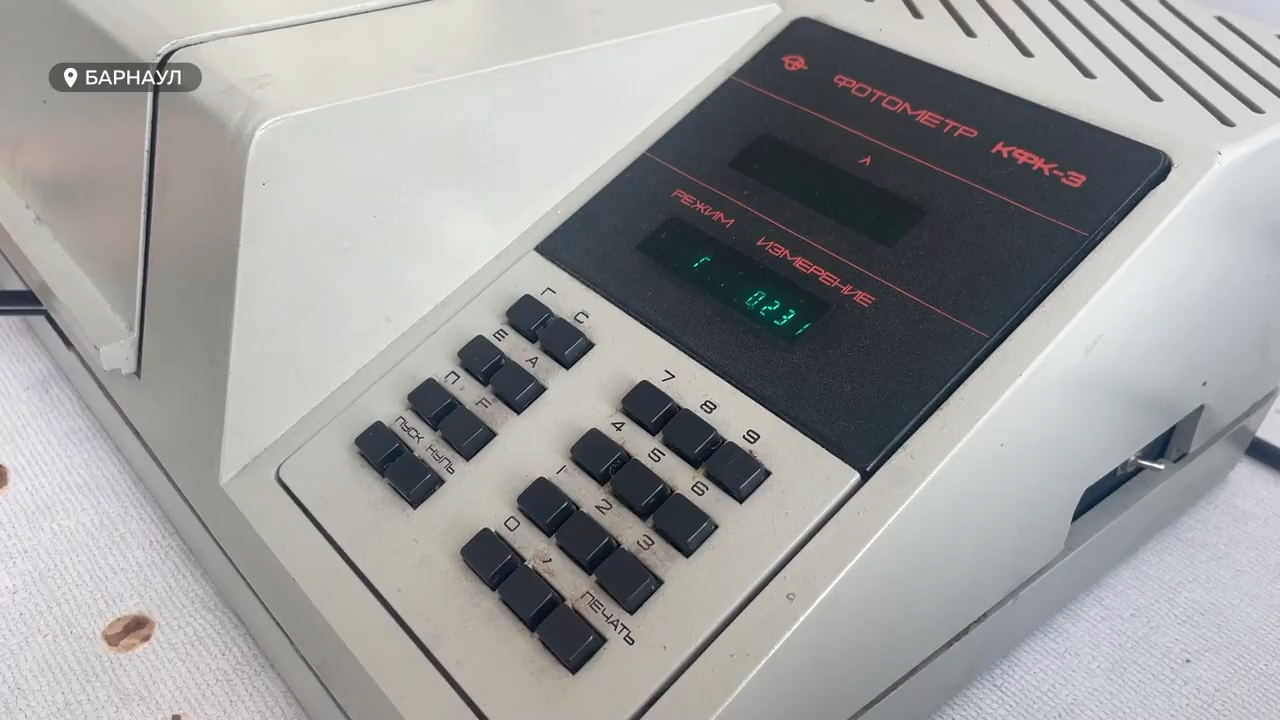 БАРНАУЛ
ФОТОМЕТР КФК-3
λ
РЕЖИМ ИЗМЕРЕНИЕ
Г 0,231
Г С
Е А
П F
ПУСК НУЛЬ
7 8 9
4 5 6
1 2 3
0 , ПЕЧАТЬ